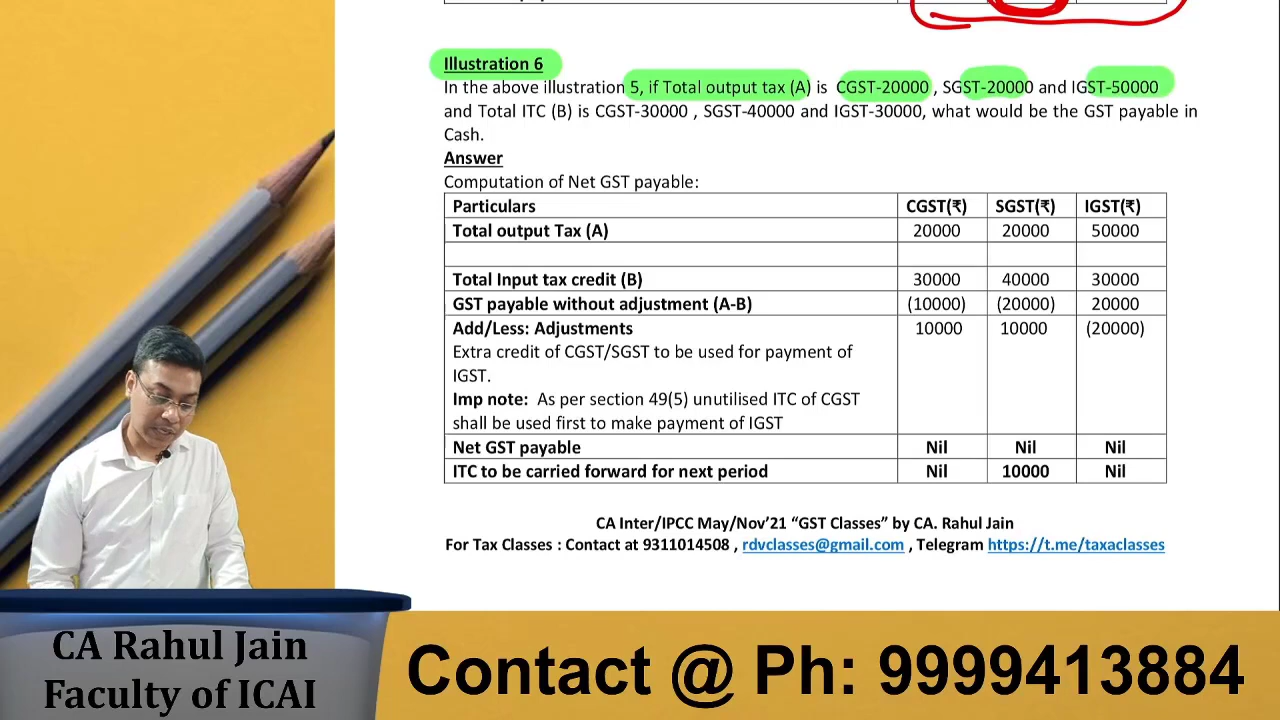 Illustration 6
In the above illustration 5, if Total output tax (A) is CGST-20000 , SGST-20000 and IGST-50000
and Total ITC (B) is CGST-30000 , SGST-40000 and IGST-30000, what would be the GST payable in
Cash.
Answer
Computation of Net GST payable:
Particulars CGST(₹) SGST(₹) IGST(₹)
Total output Tax (A) 20000 20000 50000
Total Input tax credit (B) 30000 40000 30000
GST payable without adjustment (A-B) (10000) (20000) 20000
Add/Less: Adjustments 10000 10000 (20000)
Extra credit of CGST/SGST to be used for payment of
IGST.
Imp note: As per section 49(5) unutilised ITC of CGST
shall be used first to make payment of IGST
Net GST payable Nil Nil Nil
ITC to be carried forward for next period Nil 10000 Nil
CA Inter/IPCC May/Nov’21 “GST Classes” by CA. Rahul Jain
For Tax Classes : Contact at 9311014508 , rdvclasses@gmail.com , Telegram https://t.me/taxaclasses
CA Rahul Jain
Faculty of ICAI
Contact @ Ph: 9999413884